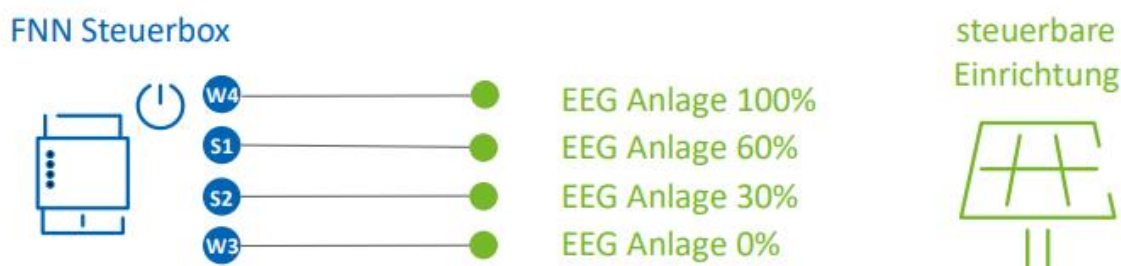 FNN Steuerbox
steuerbare
Einrichtung
W4 EEG Anlage 100%
S1 EEG Anlage 60%
S2 EEG Anlage 30%
W3 EEG Anlage 0%